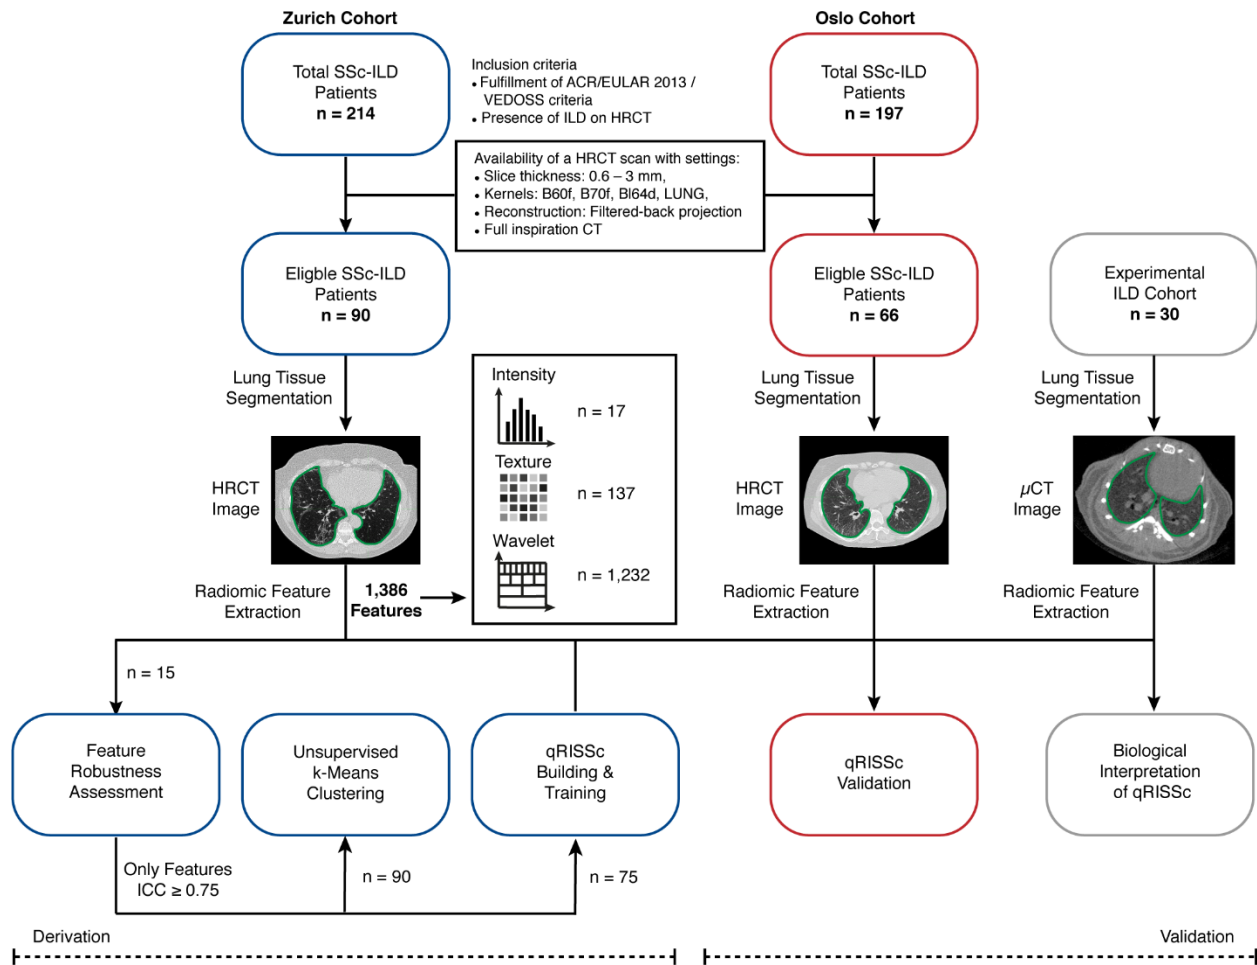 Zurich Cohort
Oslo Cohort
Total SSc-ILD
Patients
n = 214
Inclusion criteria
• Fulfillment of ACR/EULAR 2013 /
VEDOSS criteria
• Presence of ILD on HRCT
Total SSc-ILD
Patients
n = 197
Availability of a HRCT scan with settings:
• Slice thickness: 0.6 – 3 mm,
• Kernels: B60f, B70f, Bl64d, LUNG,
• Reconstruction: Filtered-back projection
• Full inspiration CT
Eligble SSc-ILD
Patients
n = 90
Eligible SSc-ILD
Patients
n = 66
Experimental
ILD Cohort
n = 30
Lung Tissue
Segmentation
Intensity
n = 17
Texture
n = 137
Wavelet
n = 1,232
Lung Tissue
Segmentation
Lung Tissue
Segmentation
HRCT
Image
HRCT
Image
µCT
Image
Radiomic Feature
Extraction
1,386
Features
Radiomic Feature
Extraction
Radiomic Feature
Extraction
n = 15
Feature
Robustness
Assessment
Unsupervised
k-Means
Clustering
qRISSc
Building &
Training
qRISSc
Validation
Biological
Interpretation
of qRISSc
Only Features
ICC ≥ 0.75
n = 90
n = 75
Derivation
Validation